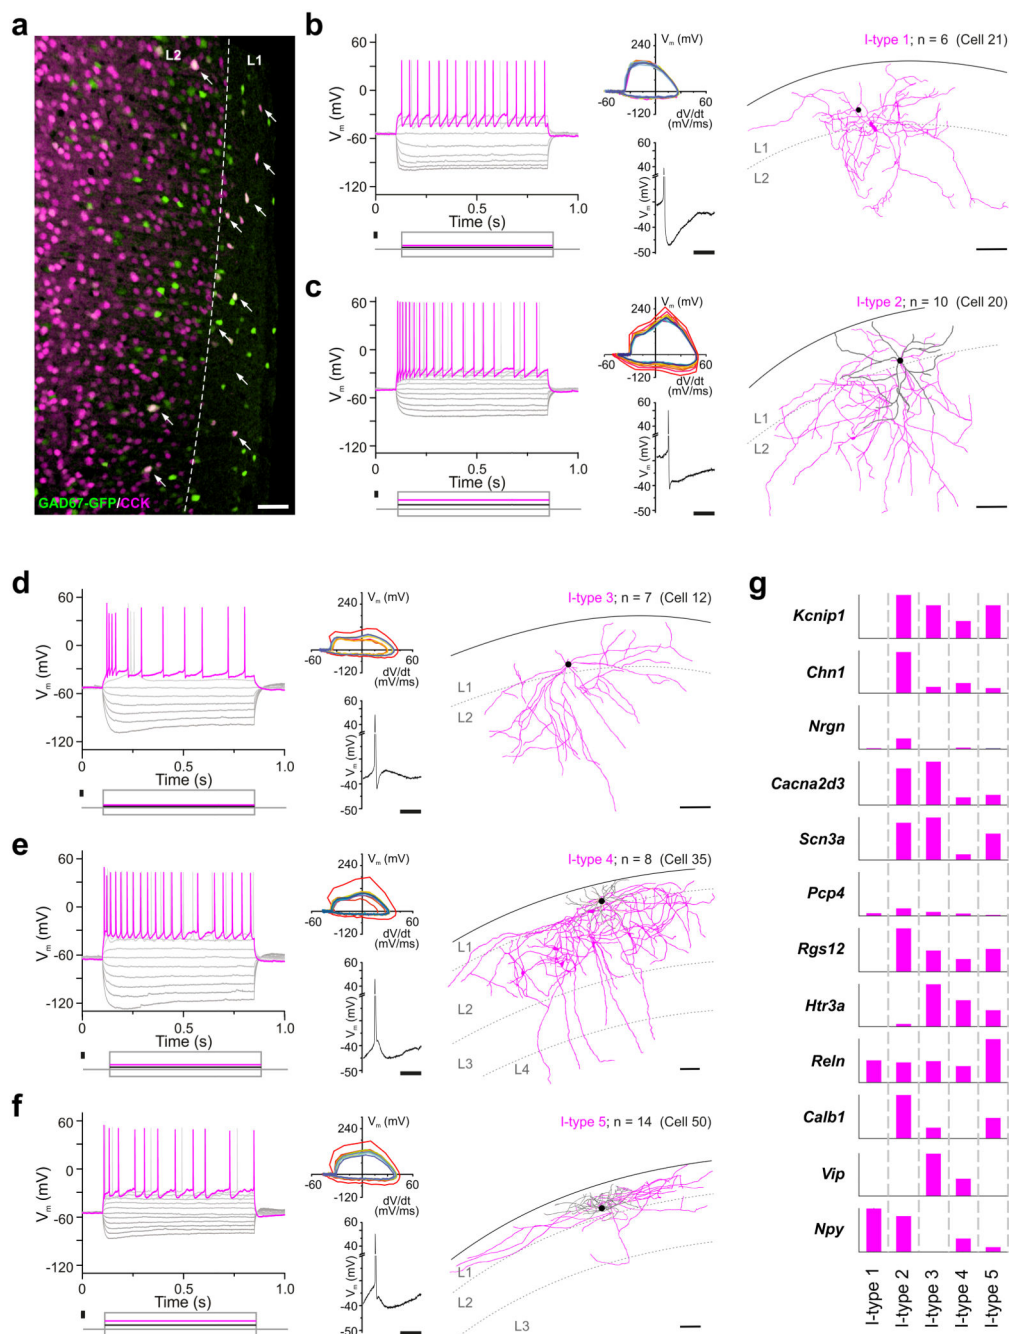 a
L2
L1
GAD67-GFP/CCK
b
60
0
-60
-120
Vm (mV)
0
0.5
1.0
Time (s)
Vm (mV)
240
-60
60
-120
dV/dt
(mV/ms)
60
40
-40
-50
Vm (mV)
I-type 1; n = 6 (Cell 21)
L1
L2
c
60
0
-60
-120
Vm (mV)
0
0.5
1.0
Time (s)
Vm (mV)
240
-60
60
-120
dV/dt
(mV/ms)
60
40
-40
-50
Vm (mV)
I-type 2; n = 10 (Cell 20)
L1
L2
d
60
0
-60
-120
Vm (mV)
0
0.5
1.0
Time (s)
Vm (mV)
240
-60
60
-120
dV/dt
(mV/ms)
60
40
-40
-50
Vm (mV)
I-type 3; n = 7 (Cell 12)
L1
L2
e
60
0
-60
-120
Vm (mV)
0
0.5
1.0
Time (s)
Vm (mV)
240
-60
60
-120
dV/dt
(mV/ms)
60
40
-40
-50
Vm (mV)
I-type 4; n = 8 (Cell 35)
L1
L2
L3
L4
f
60
0
-60
-120
Vm (mV)
0
0.5
1.0
Time (s)
Vm (mV)
240
-60
60
-120
dV/dt
(mV/ms)
60
40
-40
-50
Vm (mV)
I-type 5; n = 14 (Cell 50)
L1
L2
L3
g
Kcnip1
Chn1
Nrgn
Cacna2d3
Scn3a
Pcp4
Rgs12
Htr3a
Reln
Calb1
Vip
Npy
I-type 1
I-type 2
I-type 3
I-type 4
I-type 5